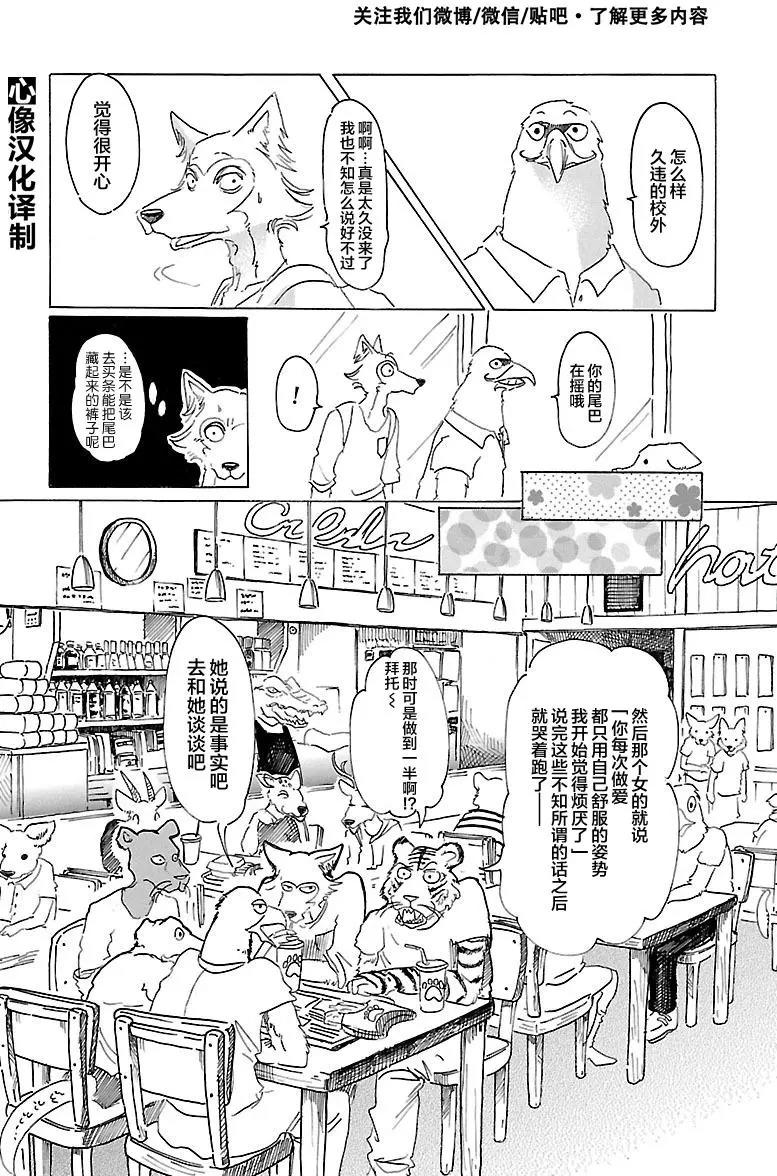 关注我们微博/微信/贴吧·了解更多内容
心像汉化译制
怎么样
久违的校外
啊啊…真是太久没来了
我也不知怎么说好不过
觉得很开心
你的尾巴
在摇哦
！
…是不是该
去买条能把尾巴
藏起来的裤子呢
然后那个女的就说
「你每次做爱
都只用自己舒服的姿势
我开始觉得烦厌了」
说完这些不知所谓的话之后
就哭着跑了——
那时可是做到
一半啊!?
拜托~
她说的是事实吧
去和她谈谈吧
hot